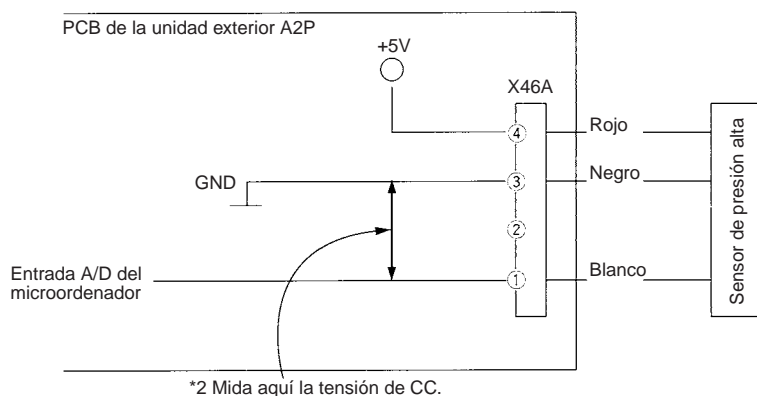 PCB de la unidad exterior A2P
+5V
X46A
4
Rojo
GND
3
Negro
2
Entrada A/D del
microordenador
1
Blanco
Sensor de presión alta
*2 Mida aquí la tensión de CC.